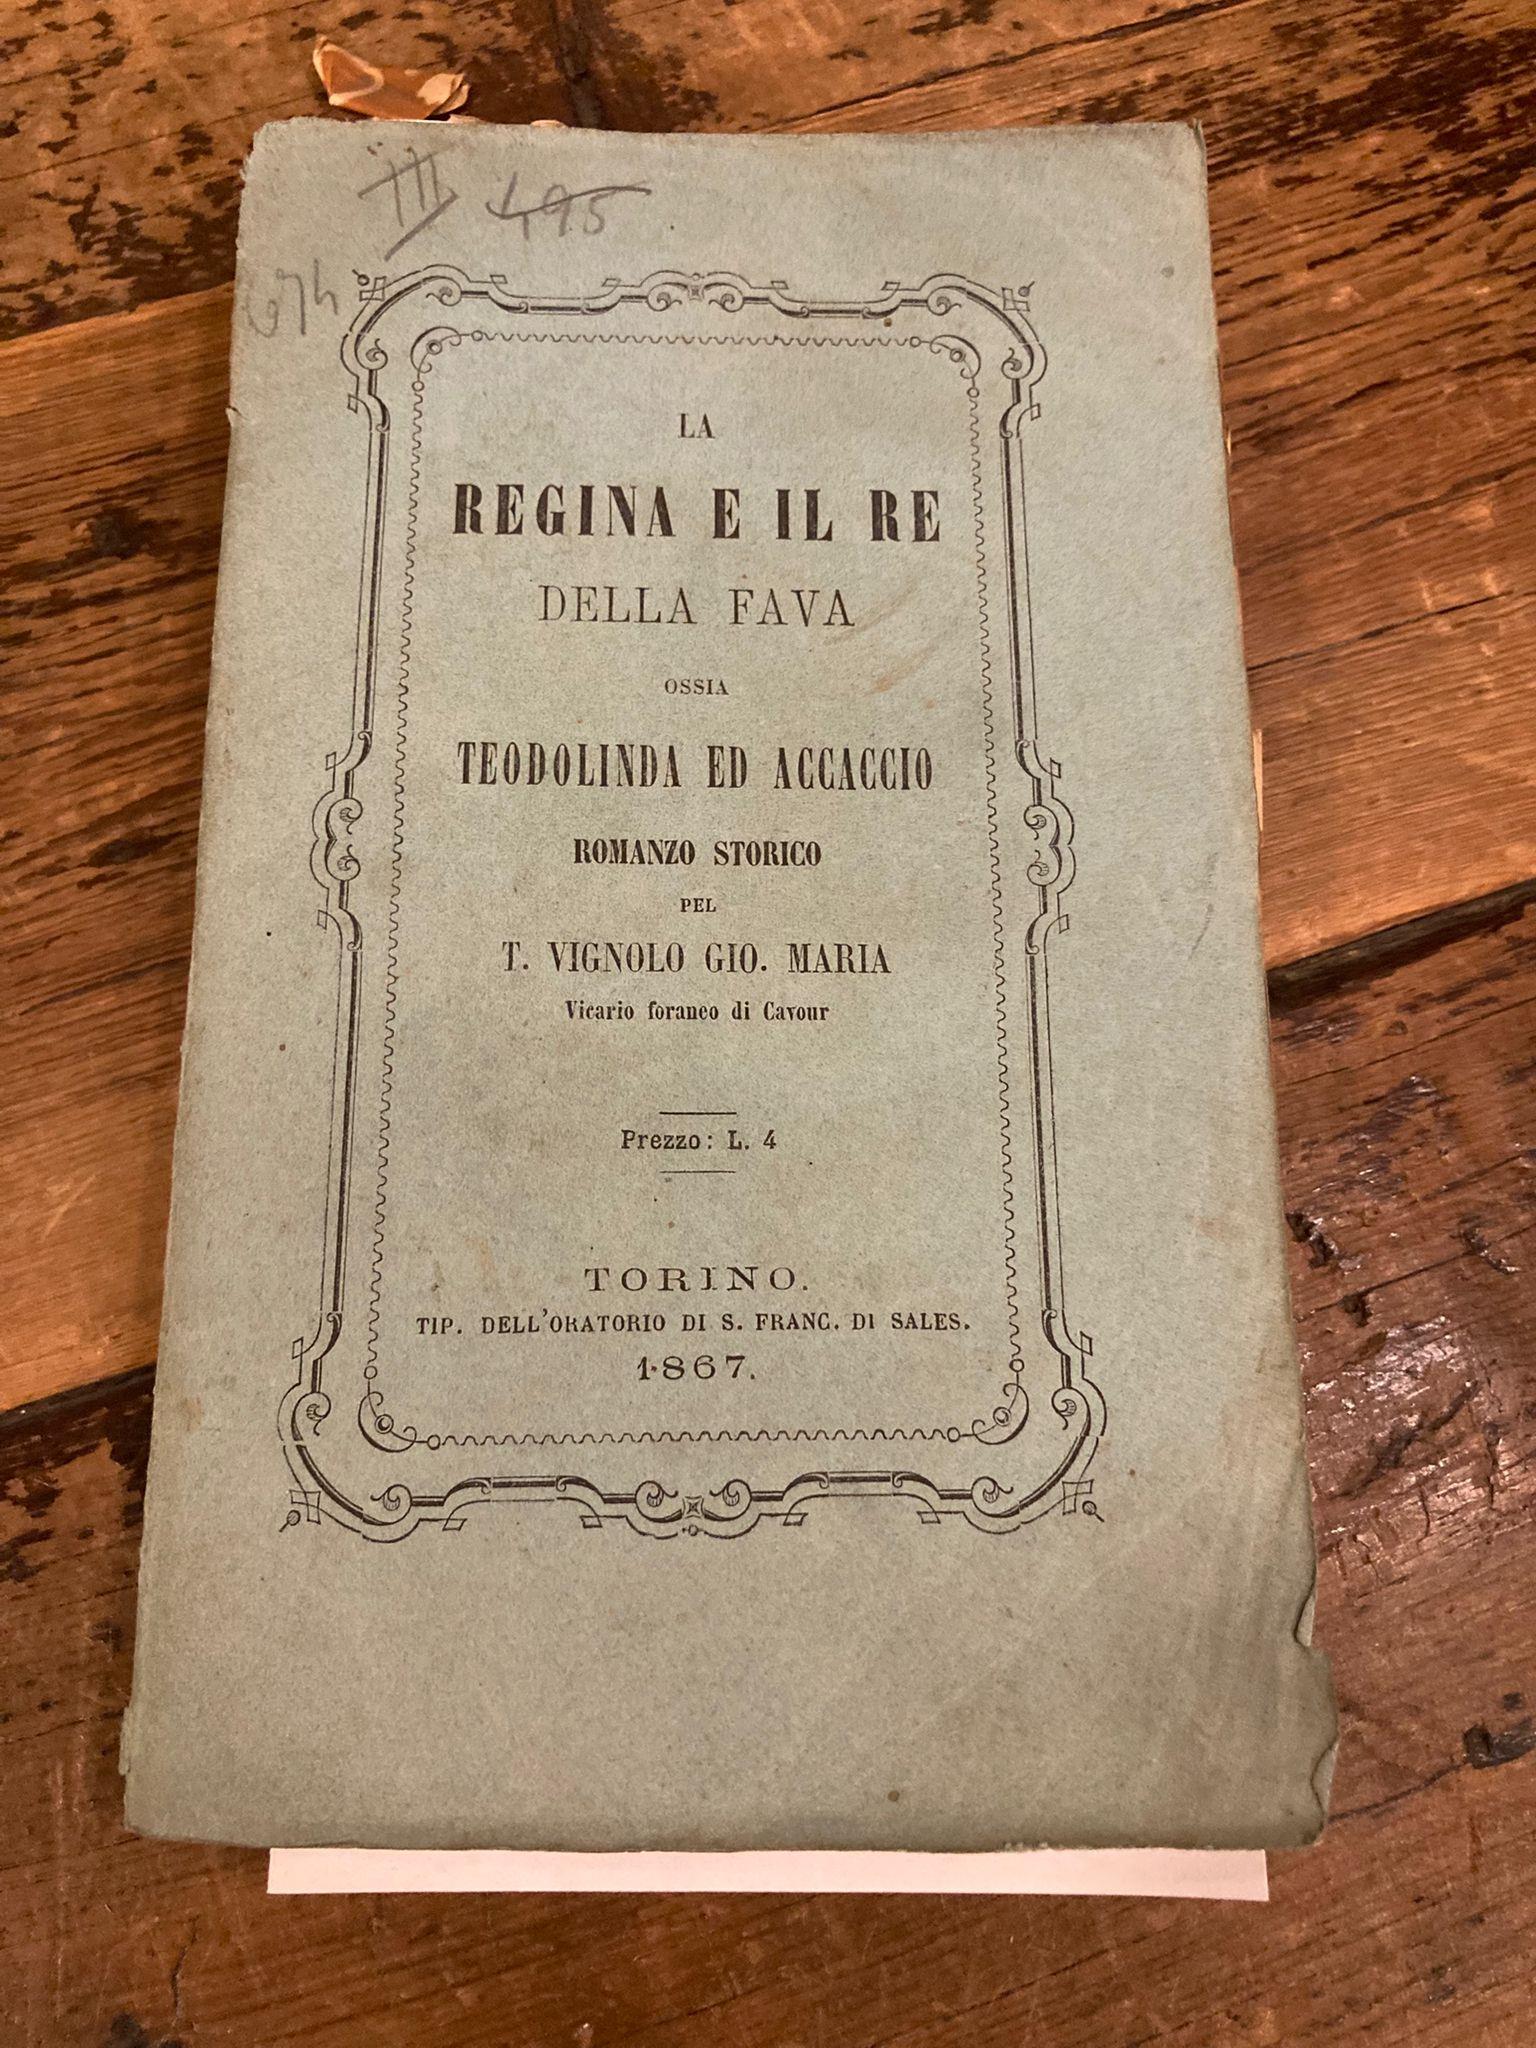 III 495
674
LA
REGINA E IL RE
DELLA FAVA
OSSIA
TEODOLINDA ED ACCACCIO
ROMANZO STORICO
PEL
T. VIGNOLO GIO. MARIA
Vicario foraneo di Cavour
Prezzo: L. 4
TORINO.
TIP. DELL'ORATORIO DI S. FRANC. DI SALES.
1867.